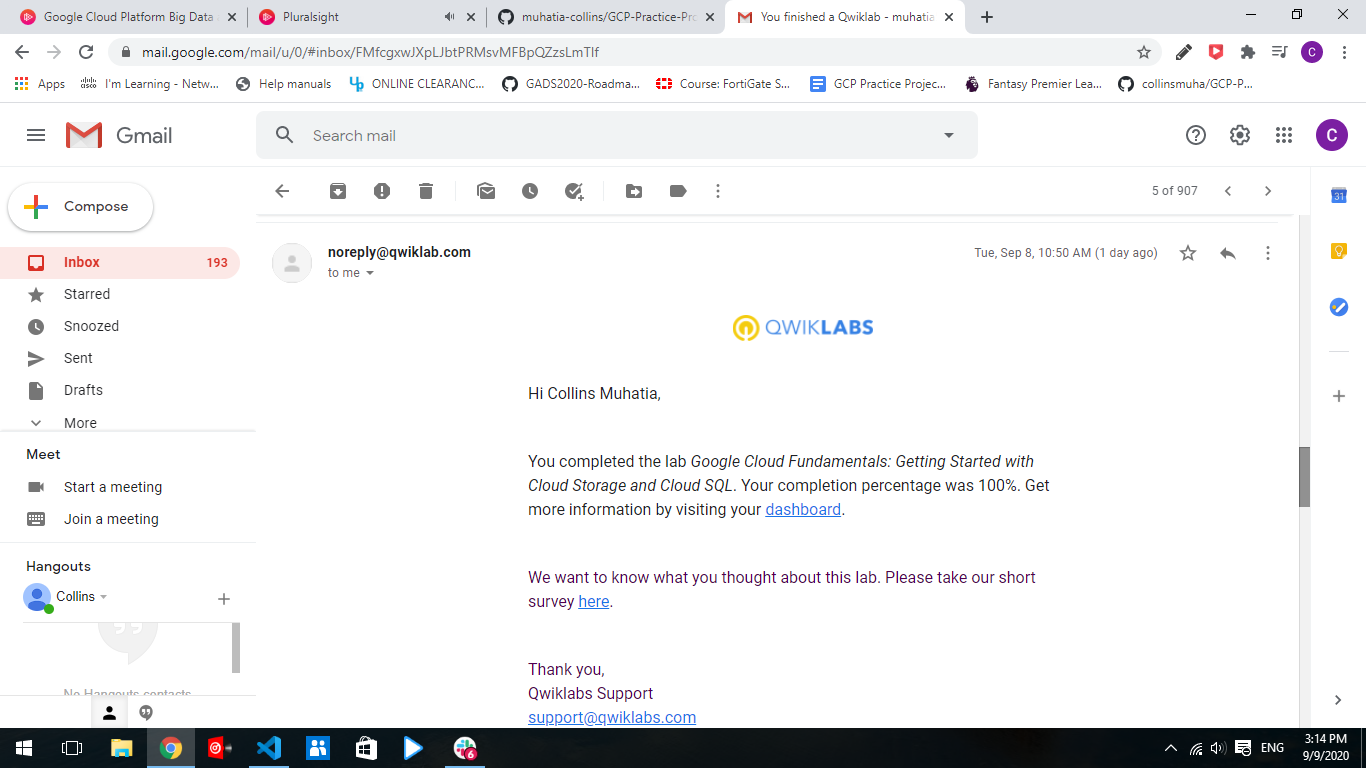 Google Cloud Platform Big Data
Pluralsight
muhatia-collins/GCP-Practice-Pro
You finished a Qwiklab - muhatia
mail.google.com/mail/u/0/#inbox/FMfcgxwJXpLJbtPRMsvMFBpQZzsLmTlf
C
Apps
I'm Learning - Netw...
Help manuals
ONLINE CLEARANC...
GADS2020-Roadma...
Course: FortiGate S...
GCP Practice Projec...
Fantasy Premier Lea...
collinsmuha/GCP-P...
Gmail
Search mail
C
Compose
5 of 907
31
Inbox 193
Starred
Snoozed
Sent
Drafts
More
Meet
Start a meeting
Join a meeting
Hangouts
Collins
No Hangouts contacts
noreply@qwiklab.com
Tue, Sep 8, 10:50 AM (1 day ago)
to me
QWIKLABS
Hi Collins Muhatia,
You completed the lab Google Cloud Fundamentals: Getting Started with
Cloud Storage and Cloud SQL. Your completion percentage was 100%. Get
more information by visiting your dashboard.
We want to know what you thought about this lab. Please take our short
survey here.
Thank you,
Qwiklabs Support
support@qwiklabs.com
6
ENG
3:14 PM
9/9/2020